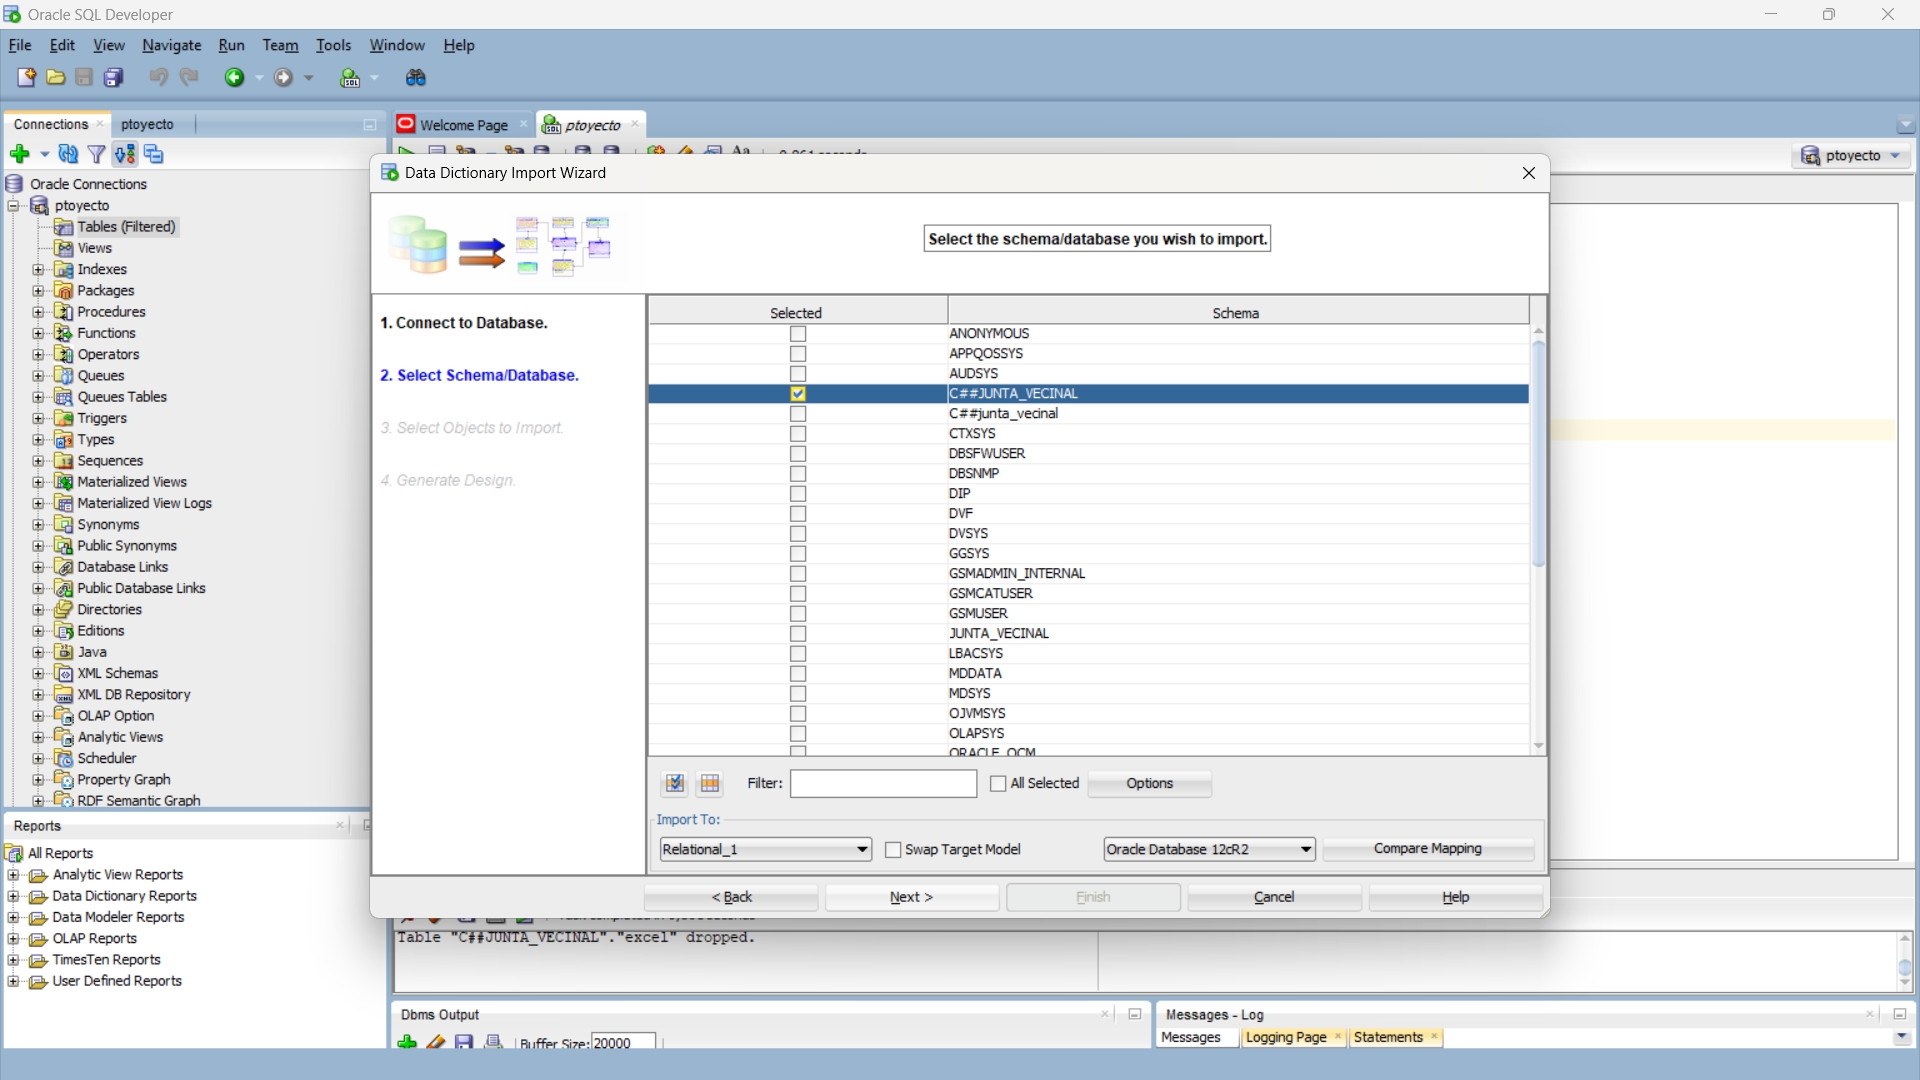 Oracle SQL Developer
File Edit View Navigate Run Team Tools Window Help
Connections ptoyecto
Welcome Page ptoyecto
ptoyecto
Oracle Connections
ptoyecto
Tables (Filtered)
Views
Indexes
Packages
Procedures
Functions
Operators
Queues
Queues Tables
Triggers
Types
Sequences
Materialized Views
Materialized View Logs
Synonyms
Public Synonyms
Database Links
Public Database Links
Directories
Editions
Java
XML Schemas
XML DB Repository
OLAP Option
Analytic Views
Scheduler
Property Graph
RDF Semantic Graph
Reports
All Reports
Analytic View Reports
Data Dictionary Reports
Data Modeler Reports
OLAP Reports
TimesTen Reports
User Defined Reports
Data Dictionary Import Wizard
Select the schema/database you wish to import.
1. Connect to Database.
2. Select Schema/Database.
3. Select Objects to Import.
4. Generate Design.
Selected Schema
ANONYMOUS
APPQOSSYS
AUDSYS
C##JUNTA_VECINAL
C##junta_vecinal
CTXSYS
DBSFWUSER
DBSNMP
DIP
DVF
DVSYS
GGSYS
GSMADMIN_INTERNAL
GSMCATUSER
GSMUSER
JUNTA_VECINAL
LBACSYS
MDDATA
MDSYS
OJVMSYS
OLAPSYS
ORACLE_OCM
Filter: All Selected Options
Import To:
Relational_1 Swap Target Model Oracle Database 12cR2 Compare Mapping
< Back Next > Finish Cancel Help
Table "C##JUNTA_VECINAL"."excel" dropped.
Dbms Output
Buffer Size: 20000
Messages - Log
Messages Logging Page Statements